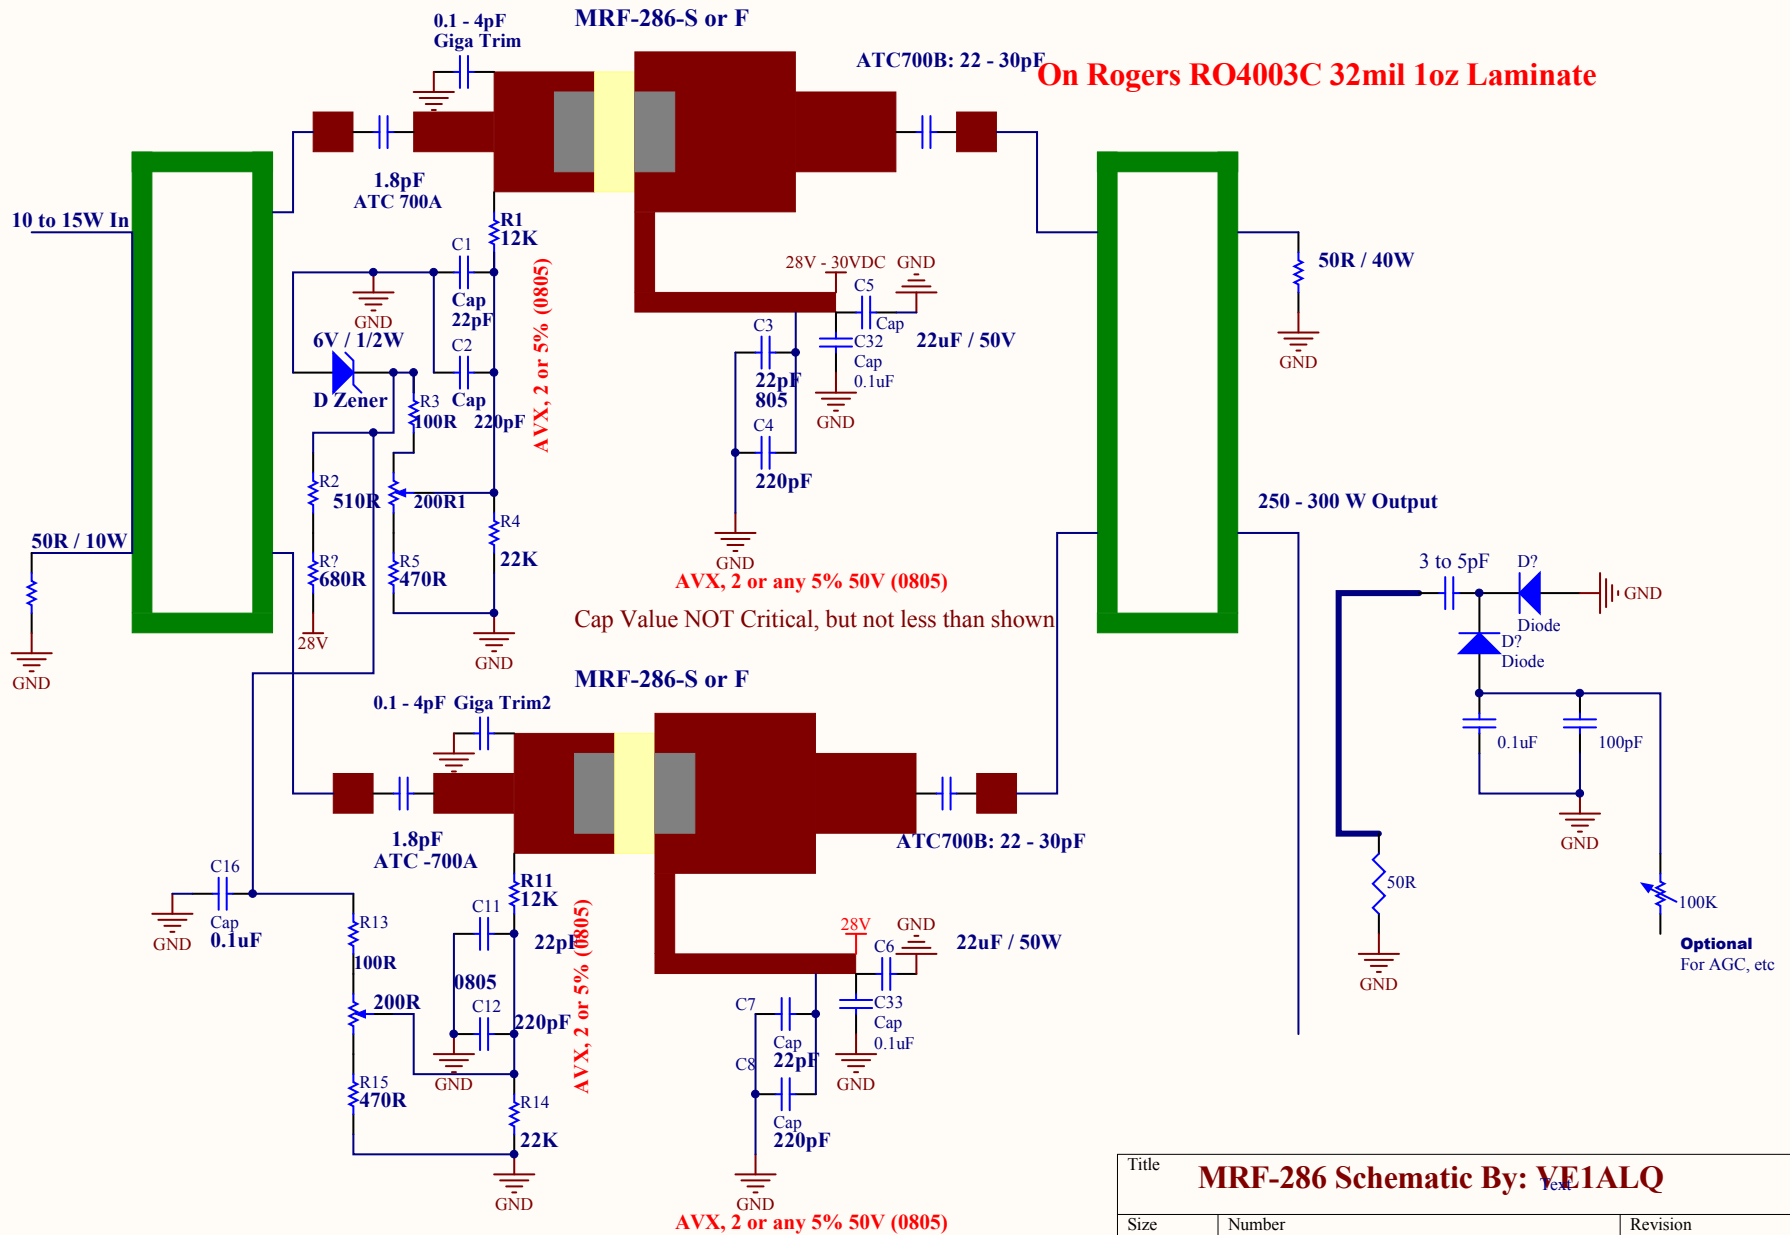 MRF-286-S or F
0.1 - 4pF
Giga Trim
ATC700B: 22 - 30pF
On Rogers RO4003C 32mil 1oz Laminate
1.8pF
ATC 700A
10 to 15W In
R1
12K
C1
Cap
22pF
GND
6V / 1/2W
D Zener
C2
Cap
220pF
R3
100R
AVX, 2 or 5% (0805)
28V - 30VDC
GND
C5
Cap
22uF / 50V
C3
22pF
805
C32
Cap
0.1uF
GND
C4
220pF
GND
50R / 40W
GND
R2
510R
200R1
R4
22K
R?
680R
R5
470R
28V
GND
50R / 10W
GND
AVX, 2 or any 5% 50V (0805)
Cap Value NOT Critical, but not less than shown
250 - 300 W Output
3 to 5pF
D?
Diode
GND
D?
Diode
0.1uF
100pF
GND
50R
GND
100K
Optional
For AGC, etc
MRF-286-S or F
0.1 - 4pF Giga Trim2
1.8pF
ATC -700A
ATC700B: 22 - 30pF
C16
Cap
0.1uF
GND
R11
12K
C11
22pF
0805
C12
220pF
GND
AVX, 2 or 5% (0805)
R13
100R
200R
R15
470R
R14
22K
GND
28V
GND
C6
22uF / 50W
C7
Cap
22pF
C33
Cap
0.1uF
GND
C8
Cap
220pF
GND
AVX, 2 or any 5% 50V (0805)
Title
MRF-286 Schematic By: VE1ALQ
Text
Size
Number
Revision